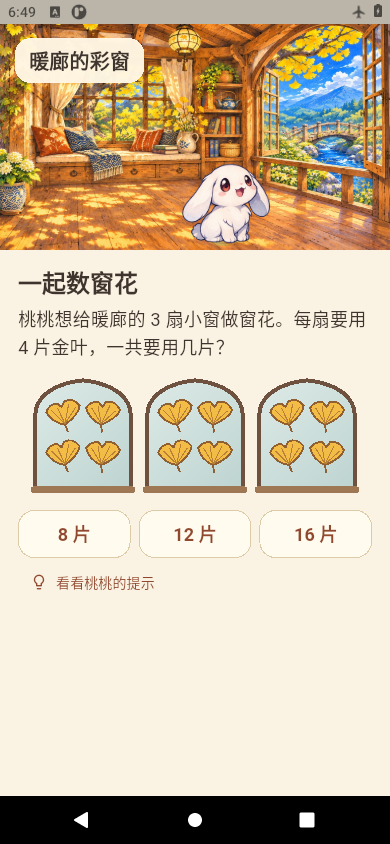 6:49
暖廊的彩窗
一起数窗花
桃桃想给暖廊的 3 扇小窗做窗花。每扇要用
4 片金叶，一共要用几片？
8 片
12 片
16 片
看看桃桃的提示